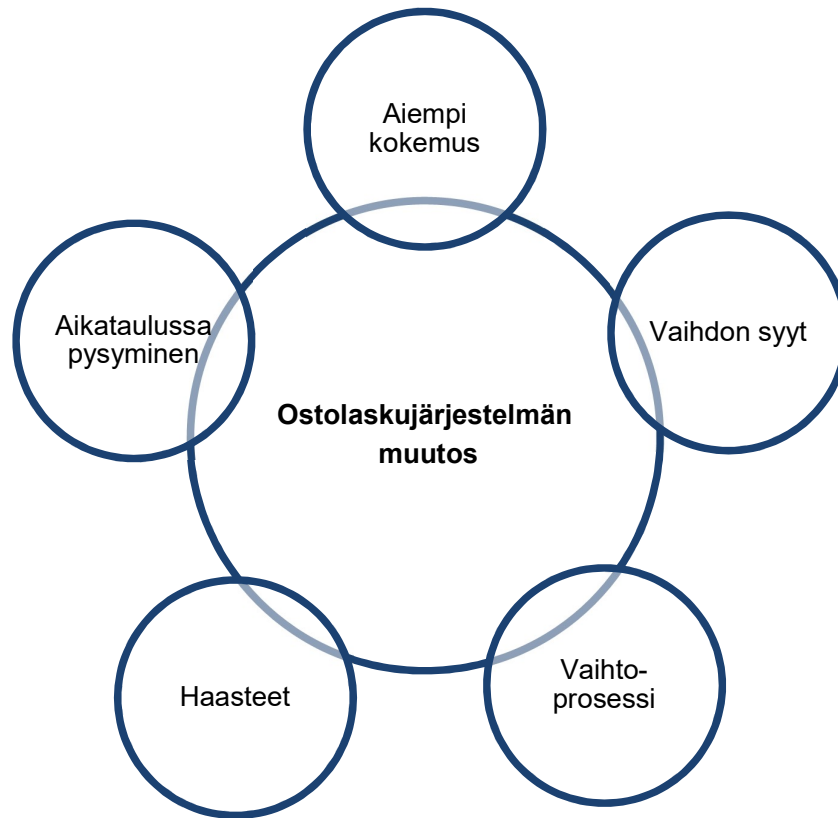 Aiempi
kokemus
Vaihdon syyt
Vaihto-
prosessi
Haasteet
Aikataulussa
pysyminen
Ostolaskujärjestelmän
muutos